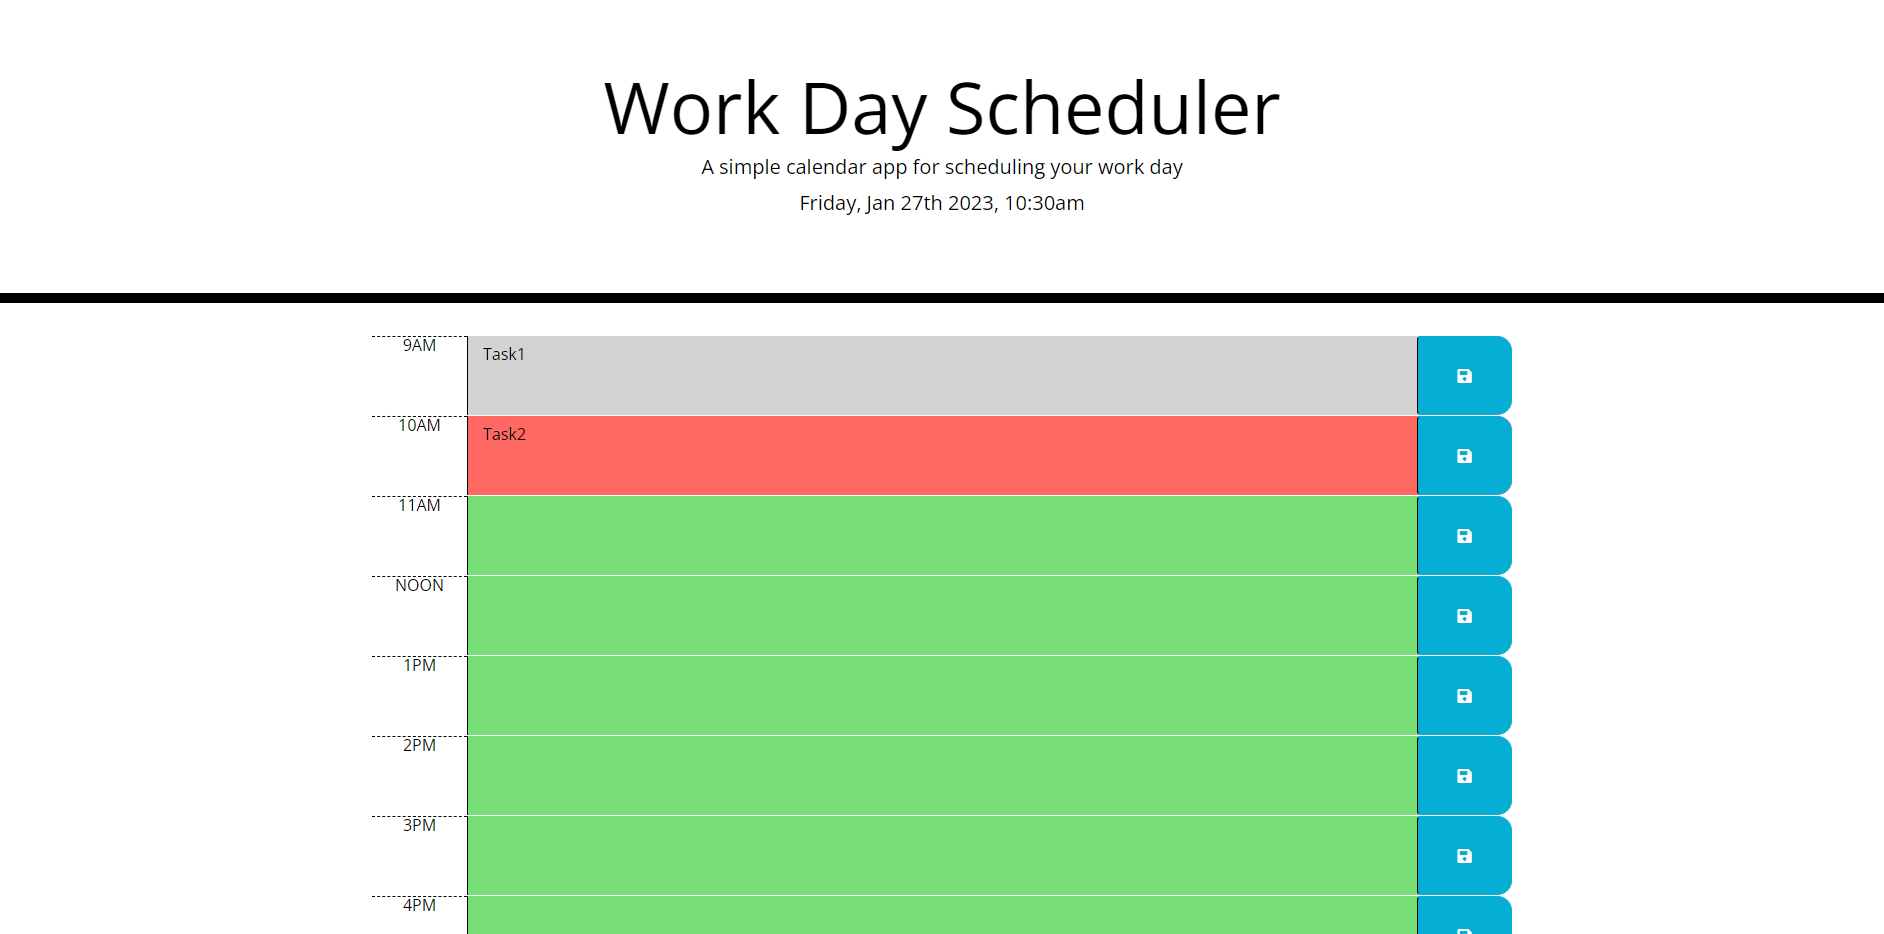 Work Day Scheduler
A simple calendar app for scheduling your work day
Friday, Jan 27th 2023, 10:30am
9AM
Task1
10AM
Task2
11AM
NOON
1PM
2PM
3PM
4PM